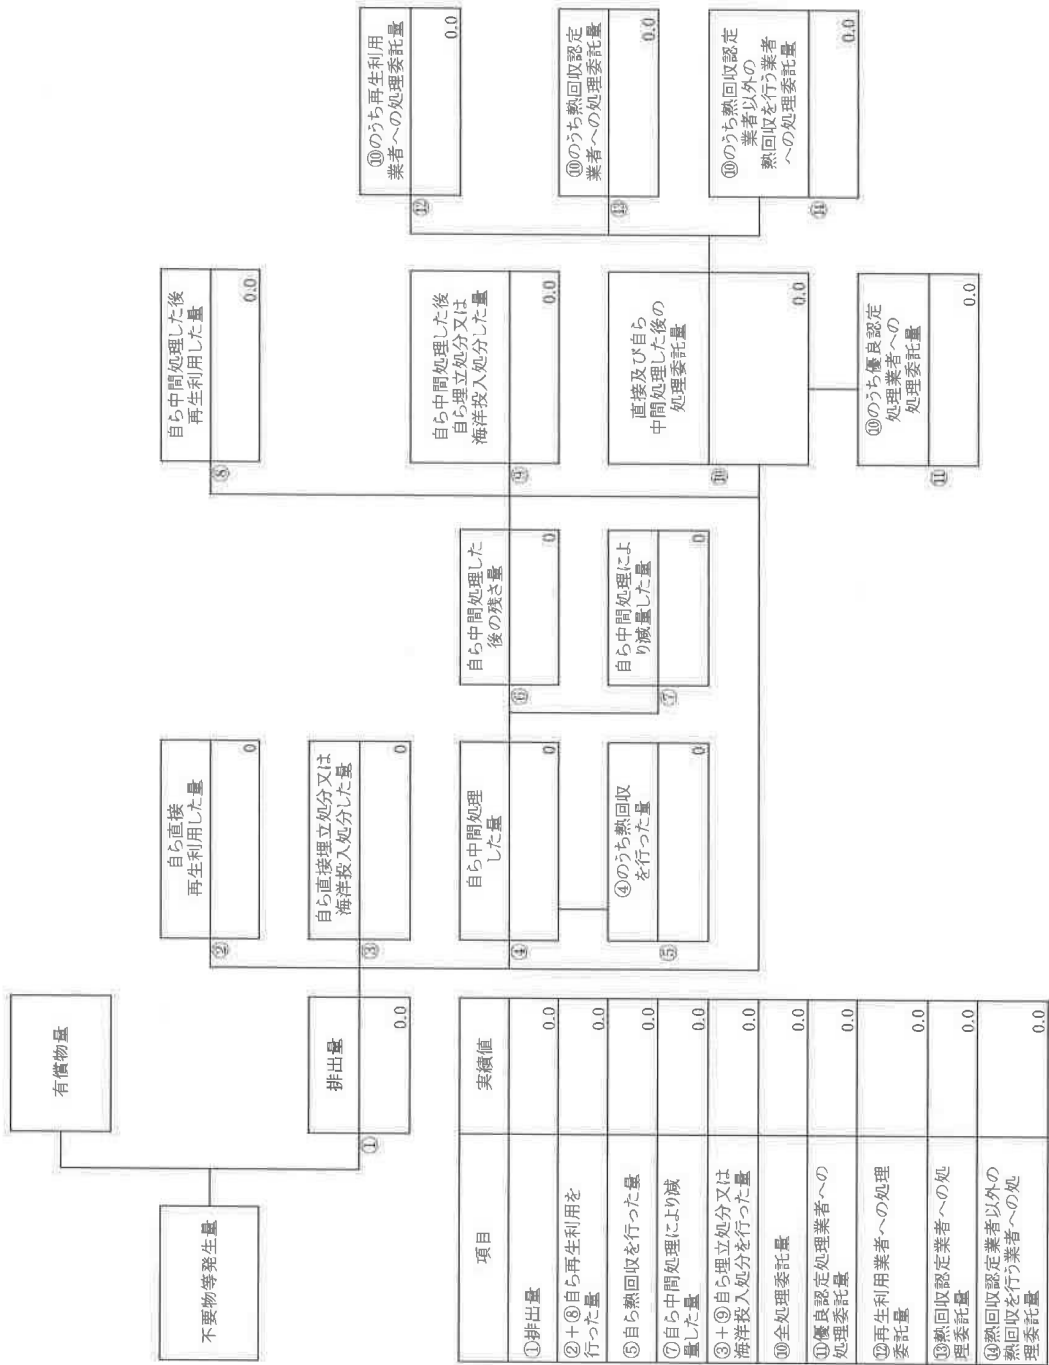 不要物等発生量
有償物量
排出量
①
0.0
自ら直接
再生利用した量
②
0
自ら直接埋立処分又は
海洋投入処分した量
③
0
自ら中間処理
した量
④
0
④のうち熱回収
を行った量
⑤
0
自ら中間処理した
後の残さ量
⑥
0
自ら中間処理によ
り減量した量
⑦
0
自ら中間処理した後
再生利用した量
⑧
0.0
自ら中間処理した後
自ら埋立処分又は
海洋投入処分した量
⑨
0.0
直接及び自ら
中間処理した後の
処理委託量
⑩
0.0
⑩のうち優良認定
処理業者への
処理委託量
⑪
0.0
⑩のうち再生利用
業者への処理委託量
⑫
0.0
⑩のうち熱回収認定
業者への処理委託量
⑬
0.0
⑩のうち熱回収認定
業者以外の
熱回収を行う業者
への処理委託量
⑭
0.0
項目
実績値
①排出量
0.0
②+⑧自ら再生利用を
行った量
0.0
⑤自ら熱回収を行った量
0.0
⑦自ら中間処理により減
量した量
0.0
③+⑨自ら埋立処分又は
海洋投入処分を行った量
0.0
⑩全処理委託量
0.0
⑪優良認定処理業者への
処理委託量
0.0
⑫再生利用業者への処理
委託量
0.0
⑬熱回収認定業者への処
理委託量
0.0
⑭熱回収認定業者以外の
熱回収を行う業者への処
理委託量
0.0